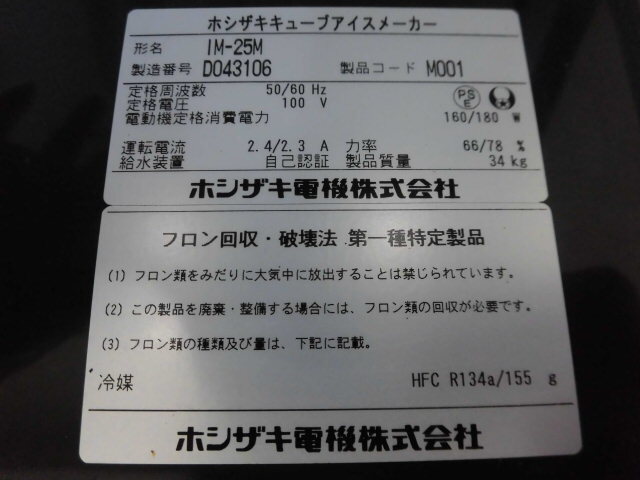 ホシザキキューブアイスメーカー
形名 IM-25M
製造番号 D043106 製品コード M001
定格周波数 50/60 Hz
定格電圧 100 V
PS
E
電動機定格消費電力 160/180 W
運転電流 2.4/2.3 A 力率 66/78 %
給水装置 自己認証 製品質量 34 kg
ホシザキ電機株式会社
フロン回収・破壊法 第一種特定製品
(1) フロン類をみだりに大気中に放出することは禁じられています。
(2) この製品を廃棄・整備する場合には、フロン類の回収が必要です。
(3) フロン類の種類及び量は、下記に記載。
冷媒 HFC R134a/155 g
ホシザキ電機株式会社